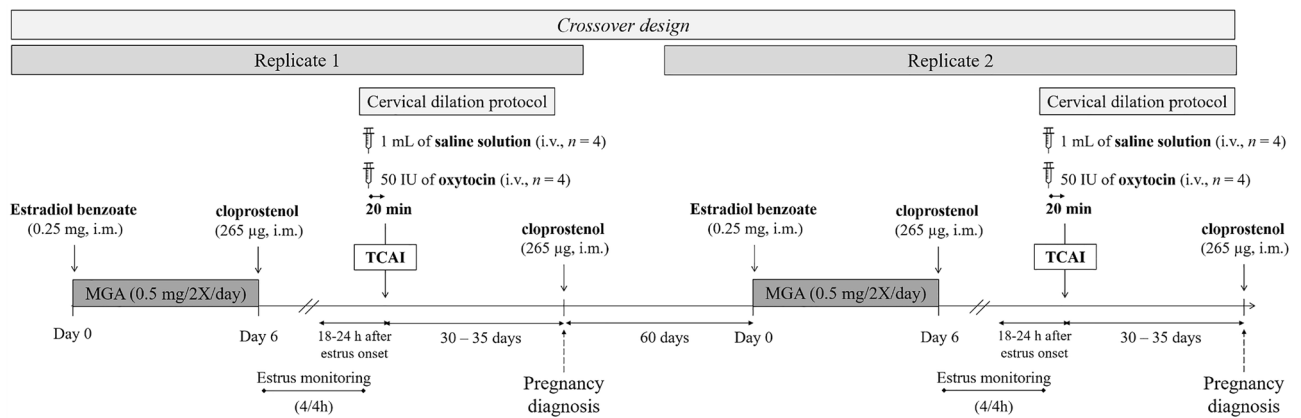 Crossover design
Replicate 1
Replicate 2
Cervical dilation protocol
1 mL of saline solution (i.v., n = 4)
50 IU of oxytocin (i.v., n = 4)
20 min
Estradiol benzoate
(0.25 mg, i.m.)
cloprostenol
(265 µg, i.m.)
TCAI
cloprostenol
(265 µg, i.m.)
MGA (0.5 mg/2X/day)
Day 0
Day 6
18-24 h after
estrus onset
30 – 35 days
60 days
Estrus monitoring
(4/4h)
Pregnancy
diagnosis
Cervical dilation protocol
1 mL of saline solution (i.v., n = 4)
50 IU of oxytocin (i.v., n = 4)
20 min
Estradiol benzoate
(0.25 mg, i.m.)
cloprostenol
(265 µg, i.m.)
TCAI
cloprostenol
(265 µg, i.m.)
MGA (0.5 mg/2X/day)
Day 0
Day 6
18-24 h after
estrus onset
30 – 35 days
Estrus monitoring
(4/4h)
Pregnancy
diagnosis